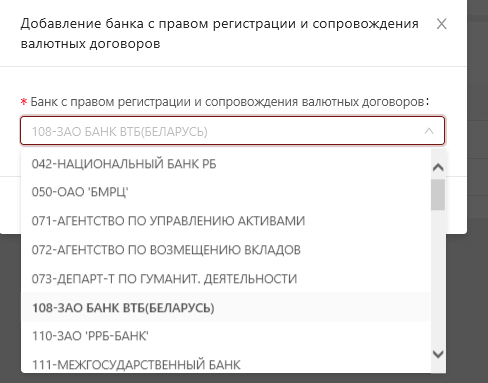 Добавление банка с правом регистрации и сопровождения
валютных договоров
* Банк с правом регистрации и сопровождения валютных договоров:
108-ЗАО БАНК ВТБ(БЕЛАРУСЬ)
042-НАЦИОНАЛЬНЫЙ БАНК РБ
050-ОАО 'БМРЦ'
071-АГЕНТСТВО ПО УПРАВЛЕНИЮ АКТИВАМИ
072-АГЕНТСТВО ПО ВОЗМЕЩЕНИЮ ВКЛАДОВ
073-ДЕПАРТ-Т ПО ГУМАНИТ. ДЕЯТЕЛЬНОСТИ
108-ЗАО БАНК ВТБ(БЕЛАРУСЬ)
110-ЗАО 'РРБ-БАНК'
111-МЕЖГОСУДАРСТВЕННЫЙ БАНК